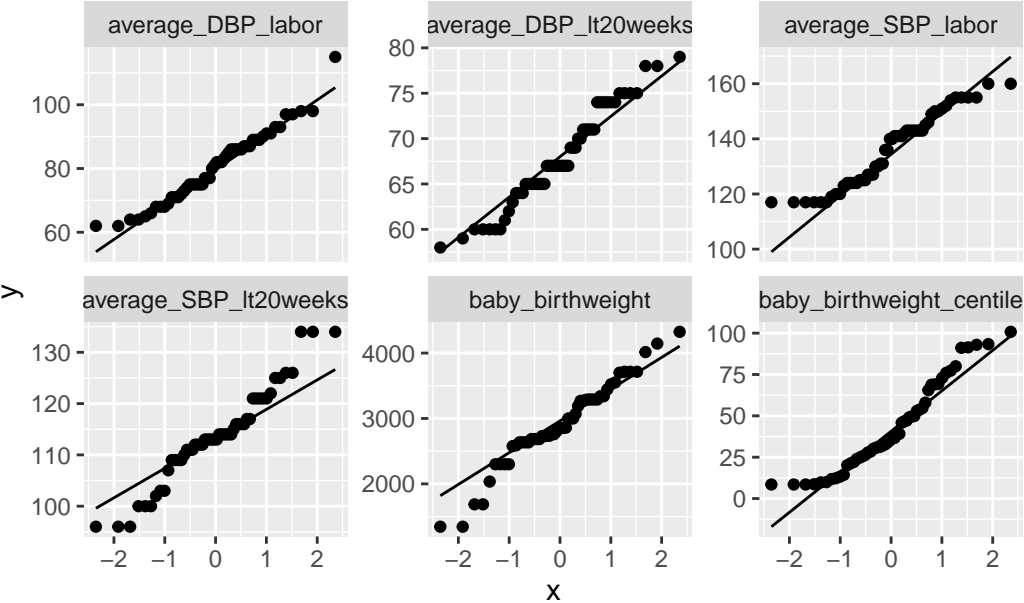 average_DBP_labor
average_DBP_lt20weeks
average_SBP_labor
100
80
60
80
75
70
65
60
160
140
120
100
average_SBP_lt20weeks
baby_birthweight
baby_birthweight_centile
130
120
110
100
4000
3000
2000
100
75
50
25
0
y
−2 −1 0 1 2
−2 −1 0 1 2
−2 −1 0 1 2
x